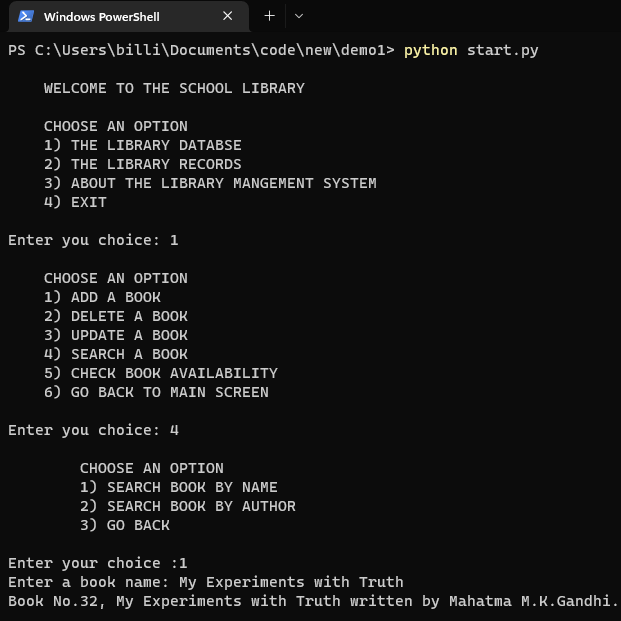 Windows PowerShell
PS C:\Users\billi\Documents\code\new\demo1> python start.py
WELCOME TO THE SCHOOL LIBRARY
CHOOSE AN OPTION
1) THE LIBRARY DATABSE
2) THE LIBRARY RECORDS
3) ABOUT THE LIBRARY MANGEMENT SYSTEM
4) EXIT
Enter you choice: 1
CHOOSE AN OPTION
1) ADD A BOOK
2) DELETE A BOOK
3) UPDATE A BOOK
4) SEARCH A BOOK
5) CHECK BOOK AVAILABILITY
6) GO BACK TO MAIN SCREEN
Enter you choice: 4
CHOOSE AN OPTION
1) SEARCH BOOK BY NAME
2) SEARCH BOOK BY AUTHOR
3) GO BACK
Enter your choice :1
Enter a book name: My Experiments with Truth
Book No.32, My Experiments with Truth written by Mahatma M.K.Gandhi.